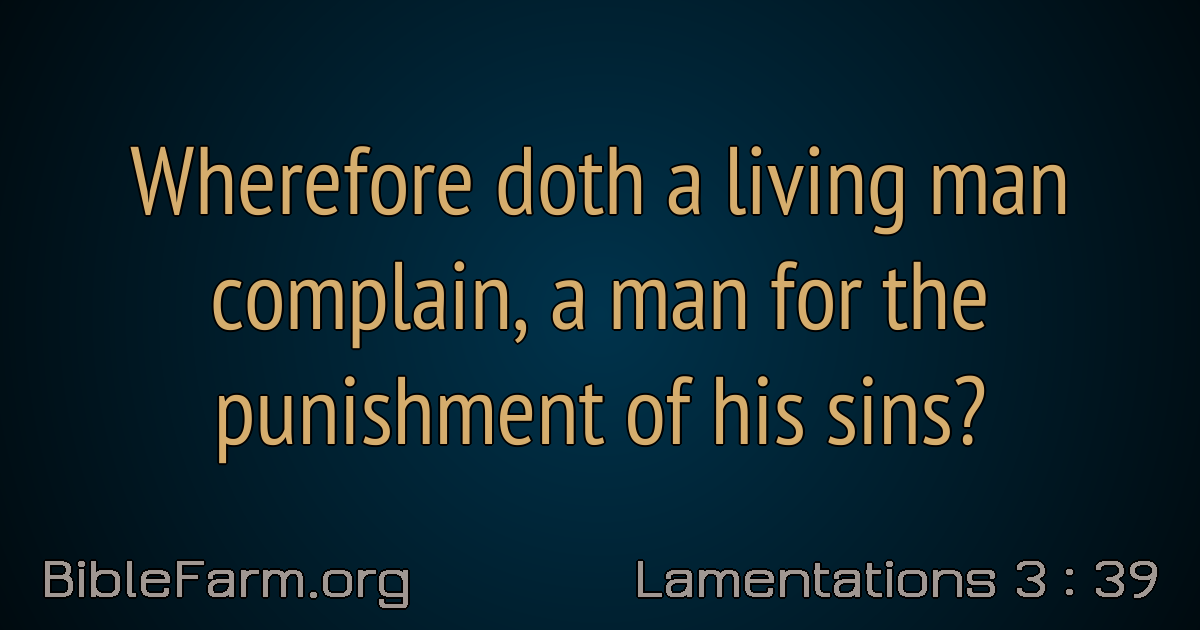 Wherefore doth a living man
complain, a man for the
punishment of his sins?
BibleFarm.org
Lamentations 3 : 39